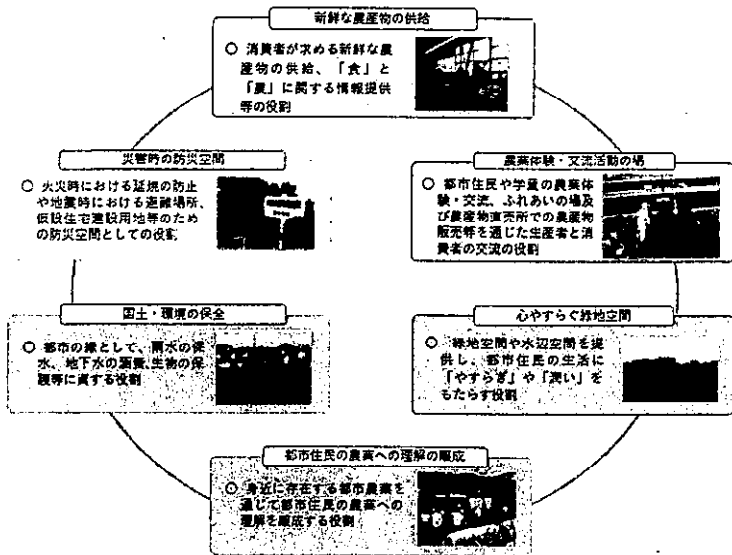 新鮮な農産物の供給
○ 消費者が求める新鮮な農
産物の供給、「食」と
「農」に関する情報提供
等の役割
災害時の防災空間
○ 火災時における延焼の防止
や地震時における避難場所、
仮設住宅建設用地等のため
の防災空間としての役割
農業体験・交流活動の場
○ 都市住民や学童の農業体
験・交流、ふれあいの場及
び農産物直売所での農産物
販売等を通じた生産者と消
費者の交流の役割
国土・環境の保全
○ 都市の緑として、雨水の保
水、地下水の涵養、生物の保
護等に資する役割
心やすらぐ緑地空間
○ 緑地空間や水辺空間を提
供し、都市住民の生活に
「やすらぎ」や「潤い」を
もたらす役割
都市住民の農業への理解の醸成
○ 身近に存在する都市農業を
通じて都市住民の農業への
理解を醸成する役割